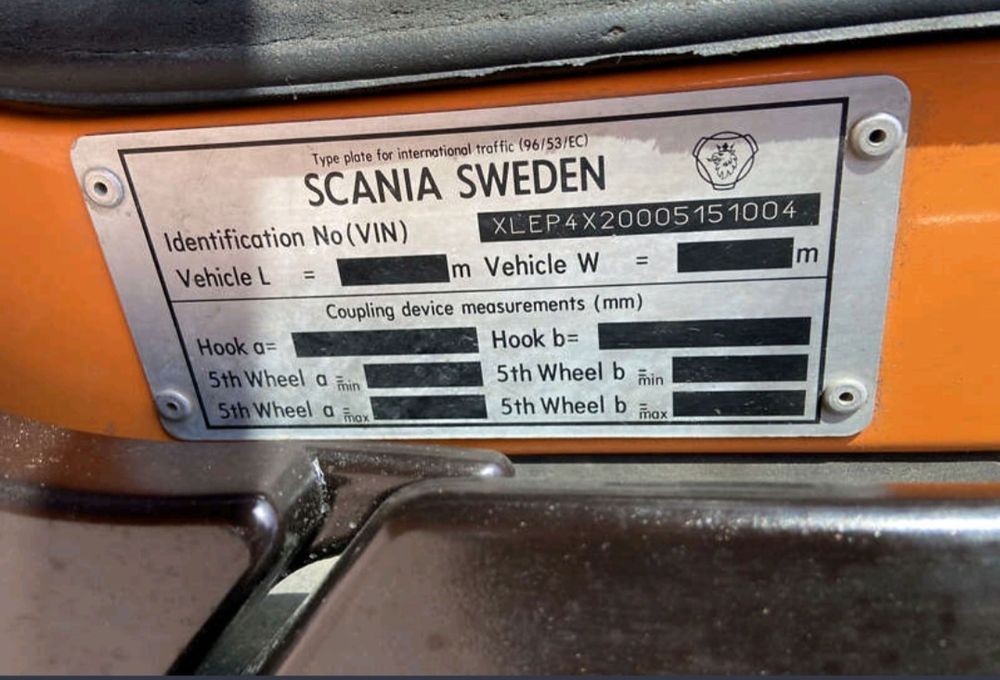 Type plate for international traffic (96/53/EC)
SCANIA SWEDEN
Identification No (VIN) XLEP4X20005151004
Vehicle L = m Vehicle W = m
Coupling device measurements (mm)
Hook a= Hook b=
5th Wheel a =min 5th Wheel b =min
5th Wheel a =max 5th Wheel b =max